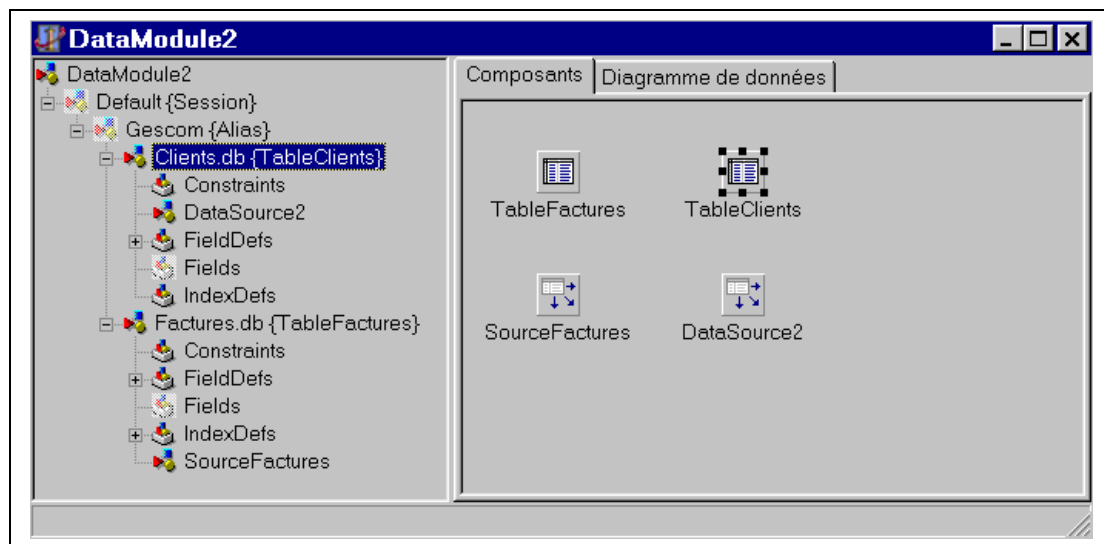 DataModule2
DataModule2
Default {Session}
Gescom {Alias}
Clients.db {TableClients}
Constraints
DataSource2
FieldDefs
Fields
IndexDefs
Factures.db {TableFactures}
Constraints
FieldDefs
Fields
IndexDefs
SourceFactures
Composants Diagramme de données
TableFactures TableClients
SourceFactures DataSource2